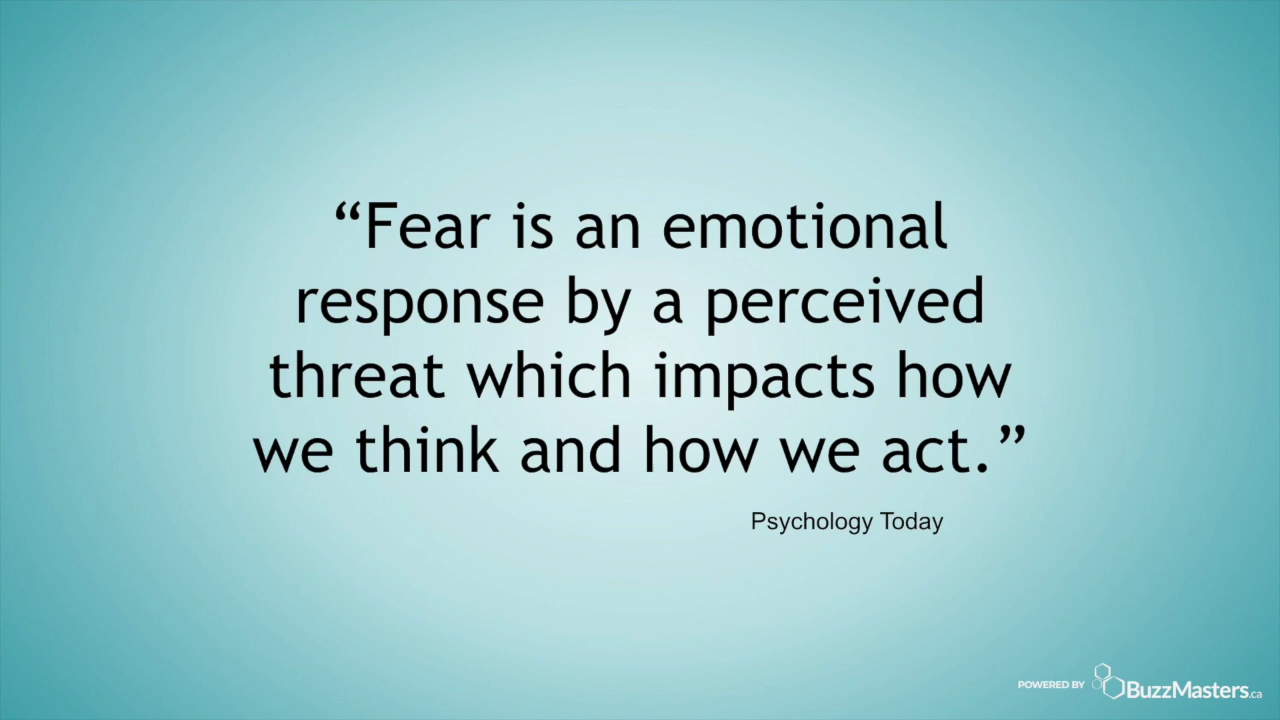 “Fear is an emotional
response by a perceived
threat which impacts how
we think and how we act.”
Psychology Today
POWERED BY BuzzMasters.ca